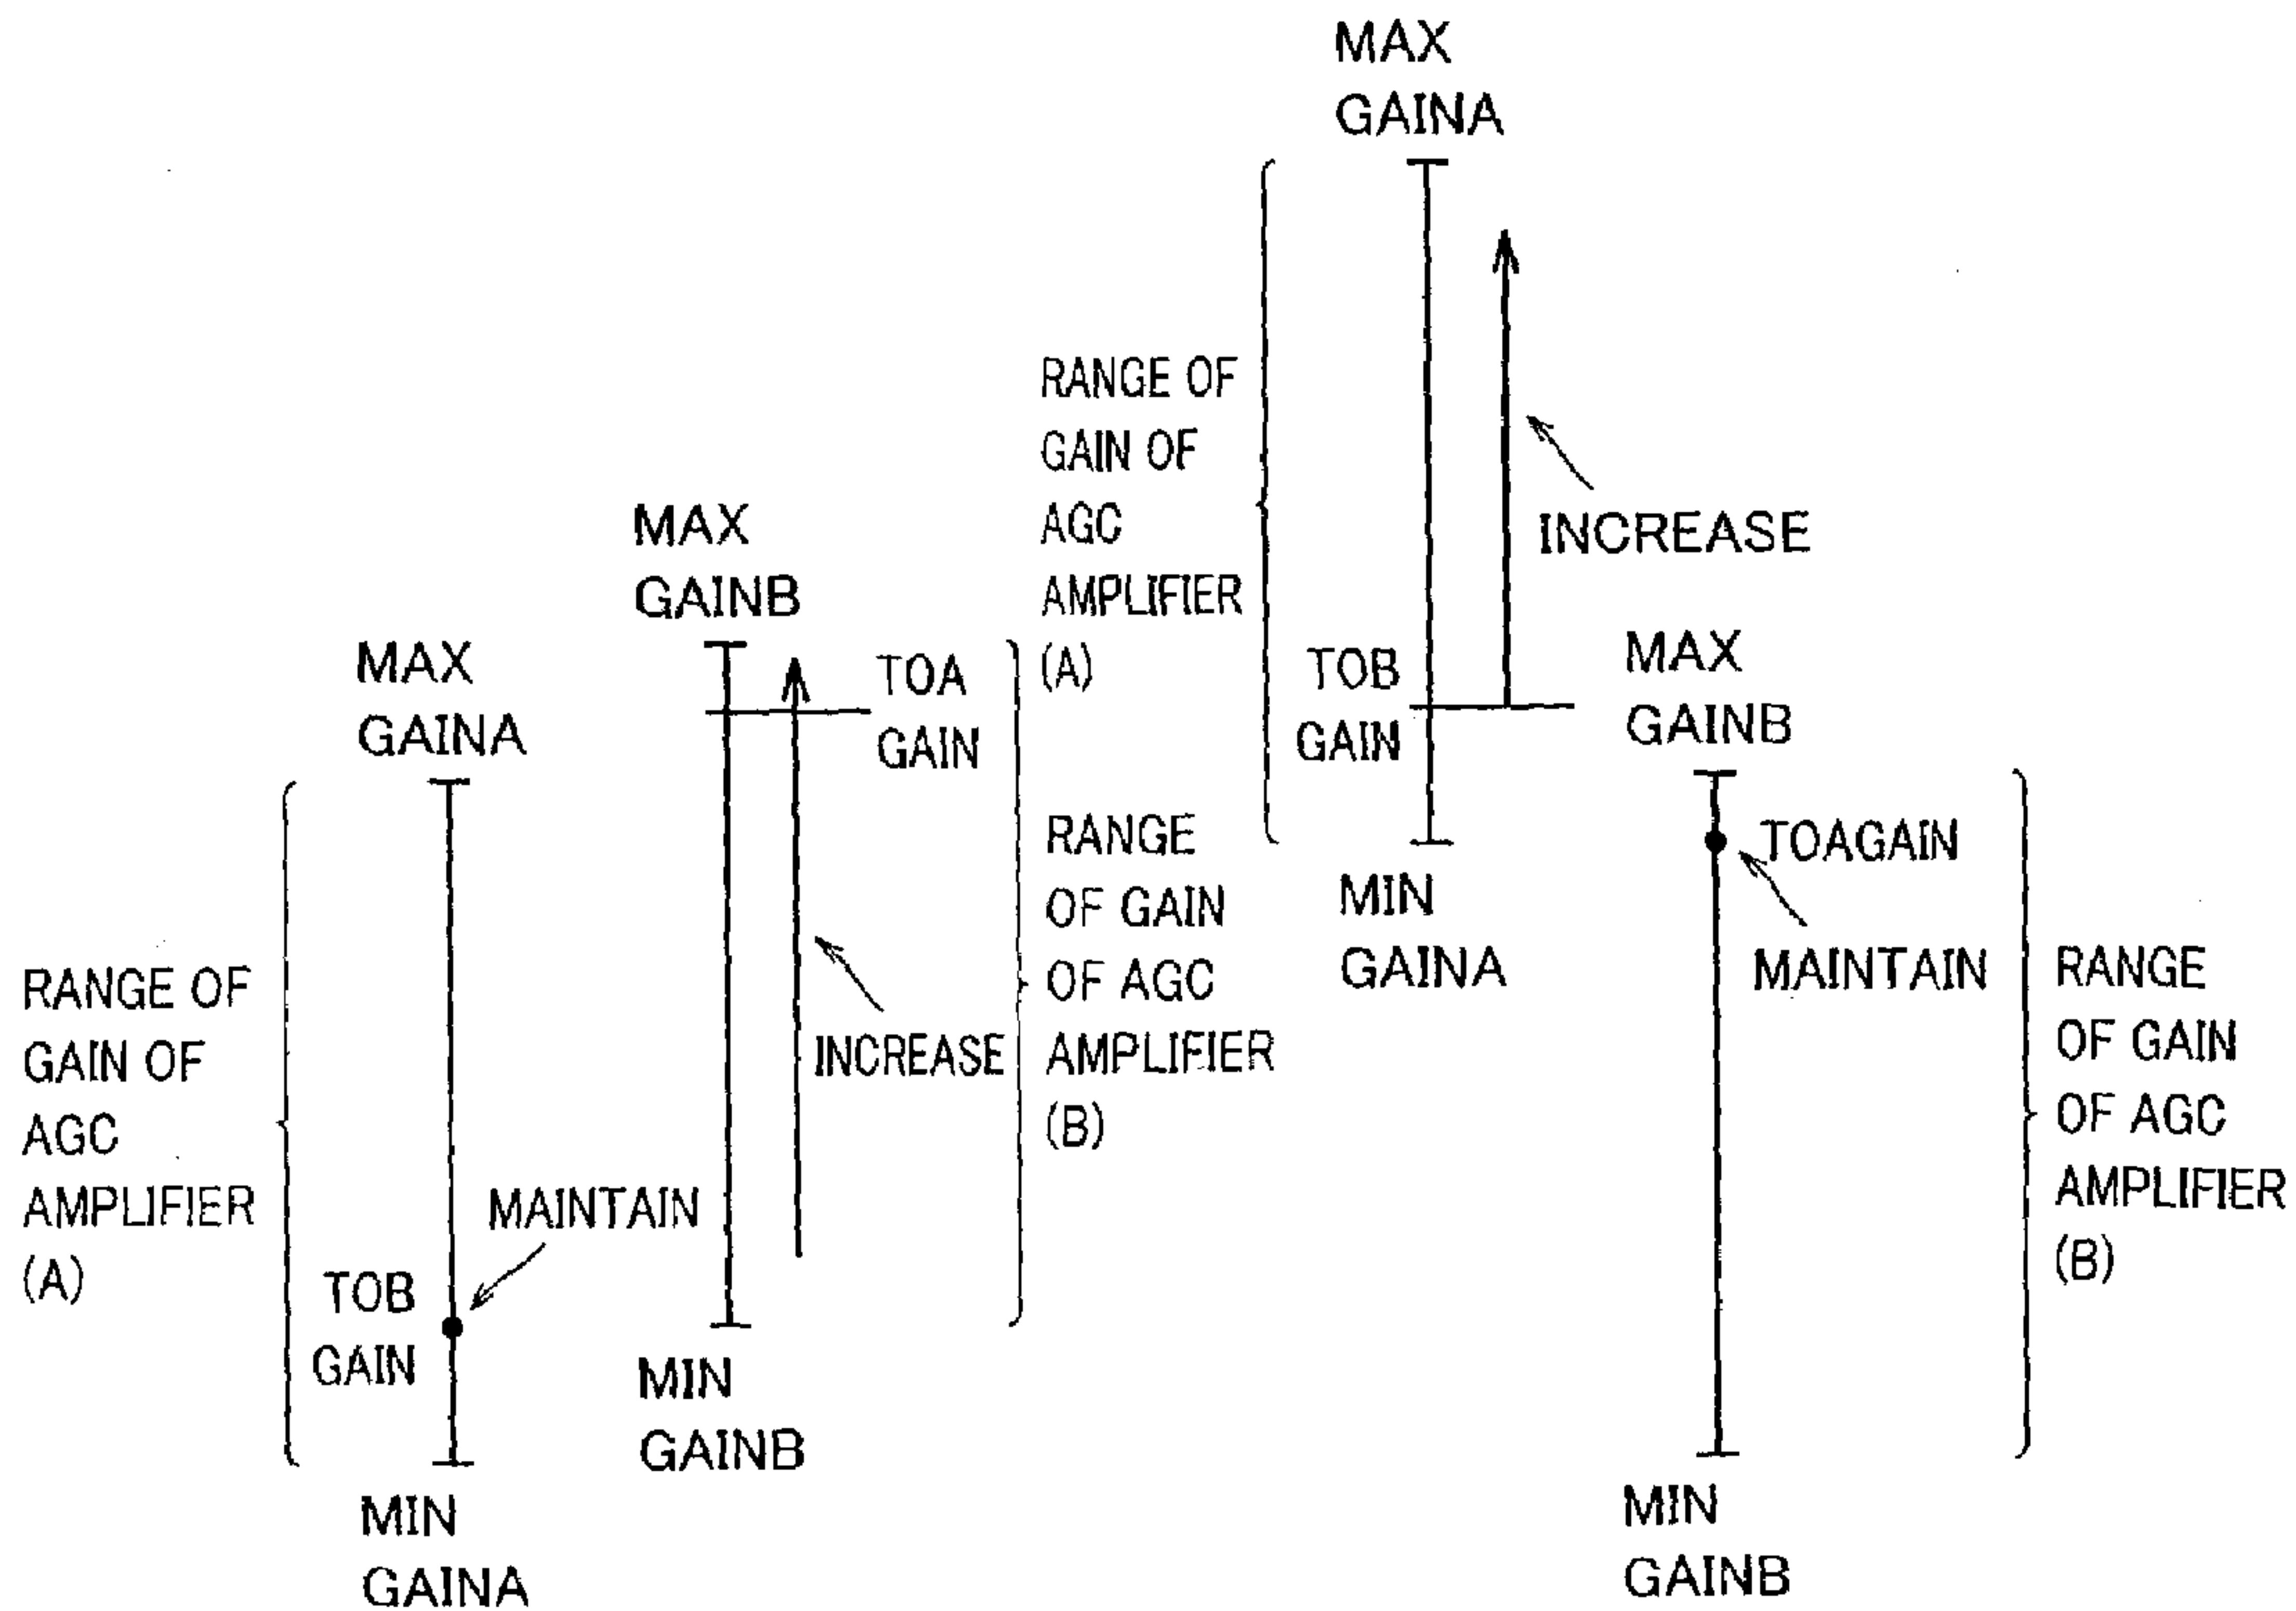 RANGE OF
GAIN OF
AGC
AMPLIFIER
(A)
MAX
GAINA
TOB
GAIN
MAINTAIN
MIN
GAINA
MAX
GAINB
TOA
GAIN
INCREASE
MIN
GAINB
RANGE
OF GAIN
OF AGC
AMPLIFIER
(B)
RANGE OF
GAIN OF
AGC
AMPLIFIER
(A)
MAX
GAINA
INCREASE
TOB
GAIN
MIN
GAINA
MAX
GAINB
TOAGAIN
MAINTAIN
MIN
GAINB
RANGE
OF GAIN
OF AGC
AMPLIFIER
(B)